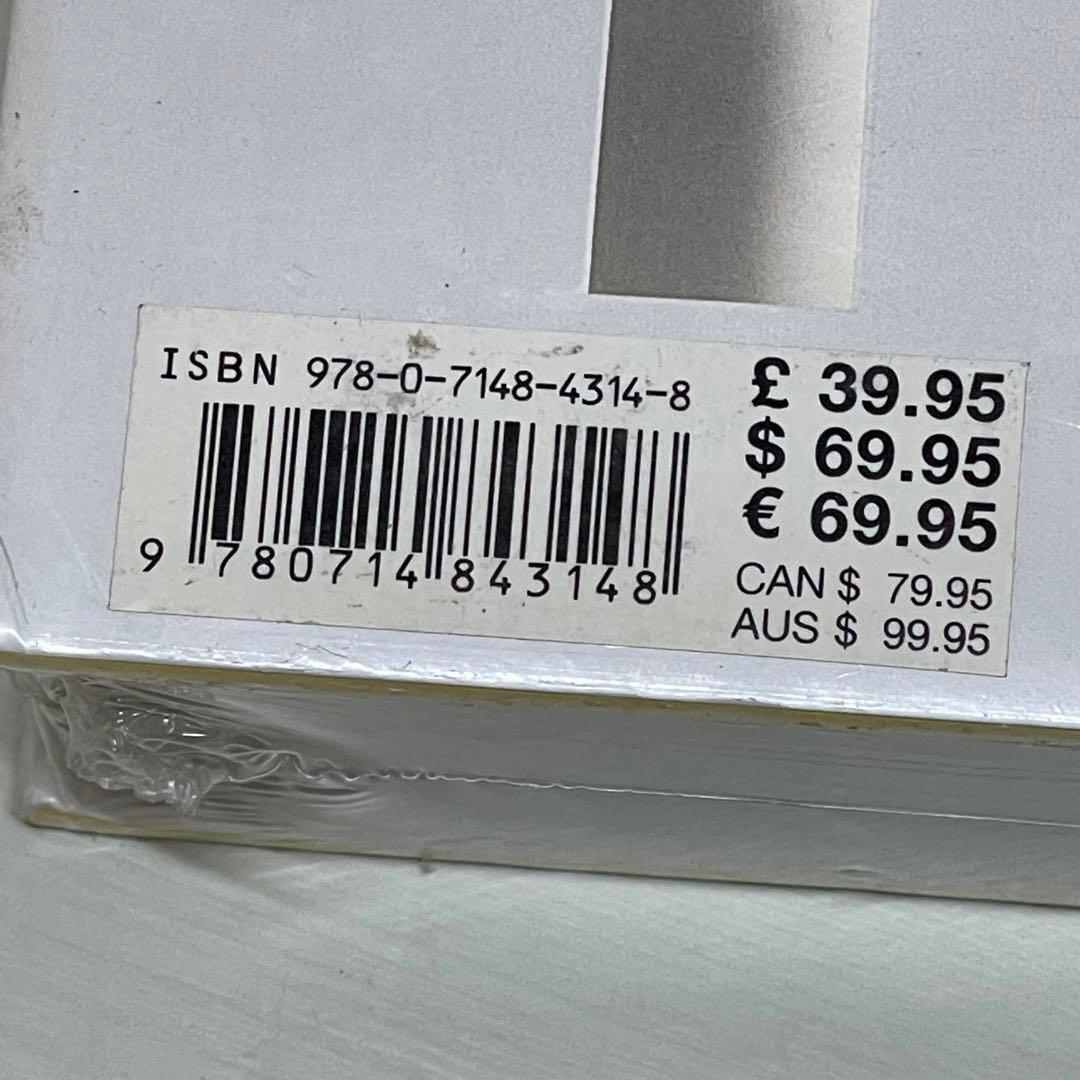 ISBN 978-0-7148-4314-8
9 780714 843148
£ 39.95
$ 69.95
€ 69.95
CAN $ 79.95
AUS $ 99.95